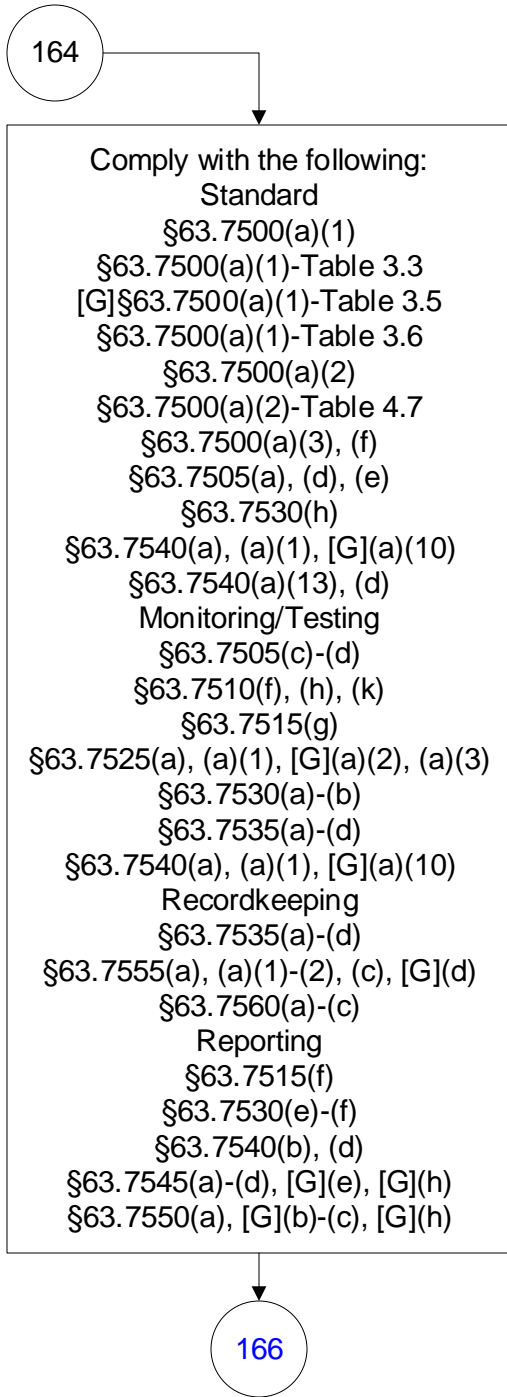 164
Comply with the following:
Standard
§63.7500(a)(1)
§63.7500(a)(1)-Table 3.3
[G]§63.7500(a)(1)-Table 3.5
§63.7500(a)(1)-Table 3.6
§63.7500(a)(2)
§63.7500(a)(2)-Table 4.7
§63.7500(a)(3), (f)
§63.7505(a), (d), (e)
§63.7530(h)
§63.7540(a), (a)(1), [G](a)(10)
§63.7540(a)(13), (d)
Monitoring/Testing
§63.7505(c)-(d)
§63.7510(f), (h), (k)
§63.7515(g)
§63.7525(a), (a)(1), [G](a)(2), (a)(3)
§63.7530(a)-(b)
§63.7535(a)-(d)
§63.7540(a), (a)(1), [G](a)(10)
Recordkeeping
§63.7535(a)-(d)
§63.7555(a), (a)(1)-(2), (c), [G](d)
§63.7560(a)-(c)
Reporting
§63.7515(f)
§63.7530(e)-(f)
§63.7540(b), (d)
§63.7545(a)-(d), [G](e), [G](h)
§63.7550(a), [G](b)-(c), [G](h)
166